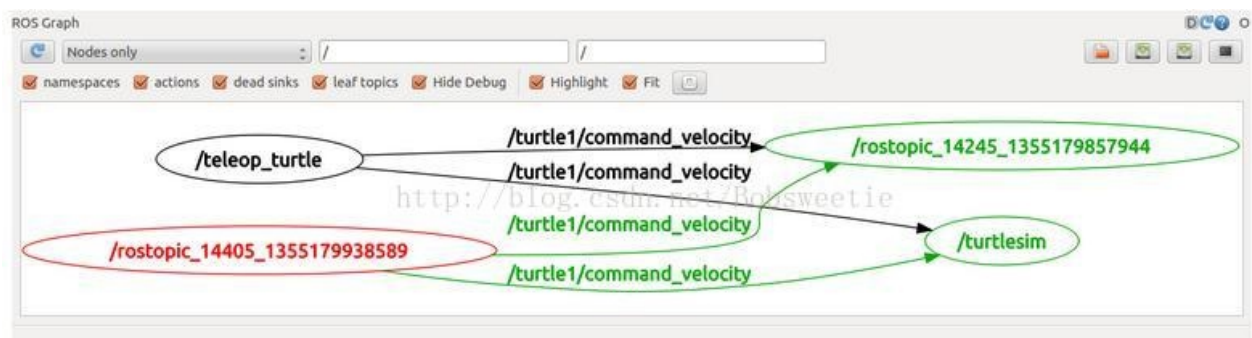 ROS Graph
D
O
Nodes only
/
/
namespaces actions dead sinks leaf topics Hide Debug Highlight Fit
/teleop_turtle
/turtle1/command_velocity
/rostopic_14245_1355179857944
/turtle1/command_velocity
http://blog.csdn.net/Bobsweetie
/turtle1/command_velocity
/turtlesim
/rostopic_14405_1355179938589
/turtle1/command_velocity